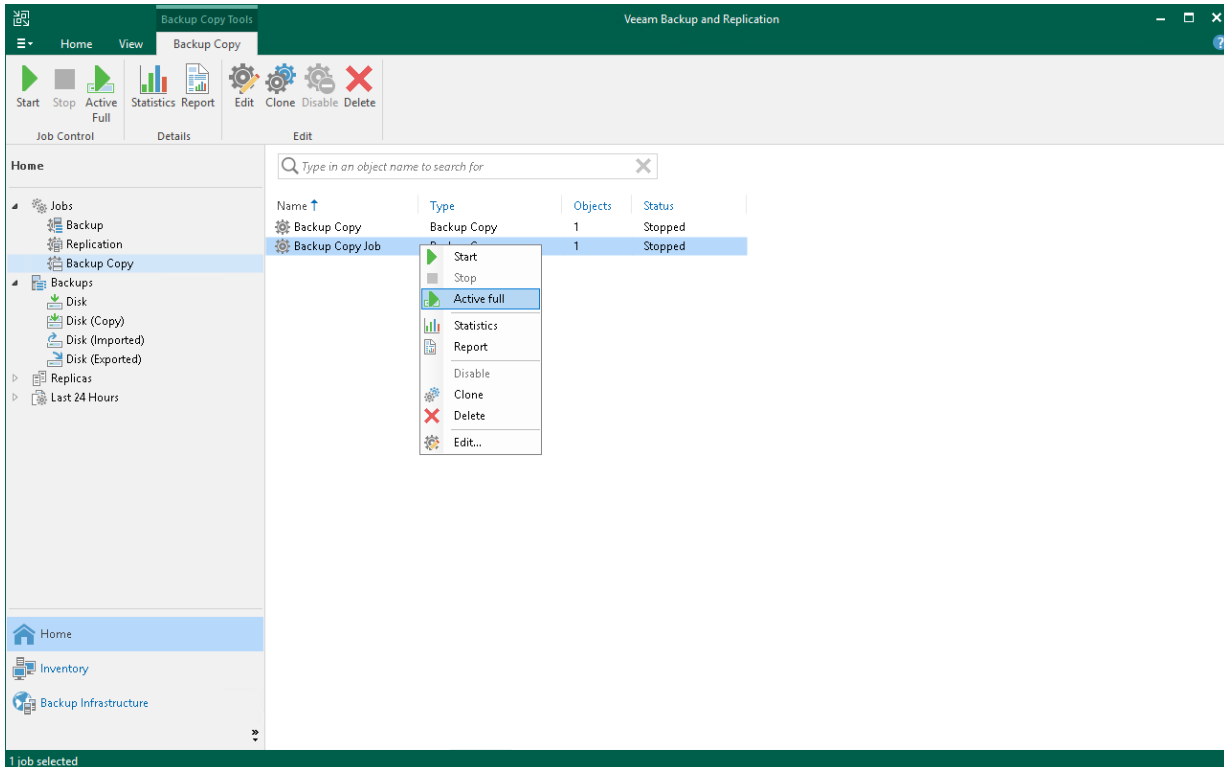 Backup Copy Tools
Veeam Backup and Replication
Home View Backup Copy
Start Stop Active Full Statistics Report Edit Clone Disable Delete
Job Control Details Edit
Home
Type in an object name to search for
Jobs
Backup
Replication
Backup Copy
Backups
Disk
Disk (Copy)
Disk (Imported)
Disk (Exported)
Replicas
Last 24 Hours
Name Type Objects Status
Backup Copy Backup Copy 1 Stopped
Backup Copy Job 1 Stopped
Start
Stop
Active full
Statistics
Report
Disable
Clone
Delete
Edit...
Home
Inventory
Backup Infrastructure
1 job selected